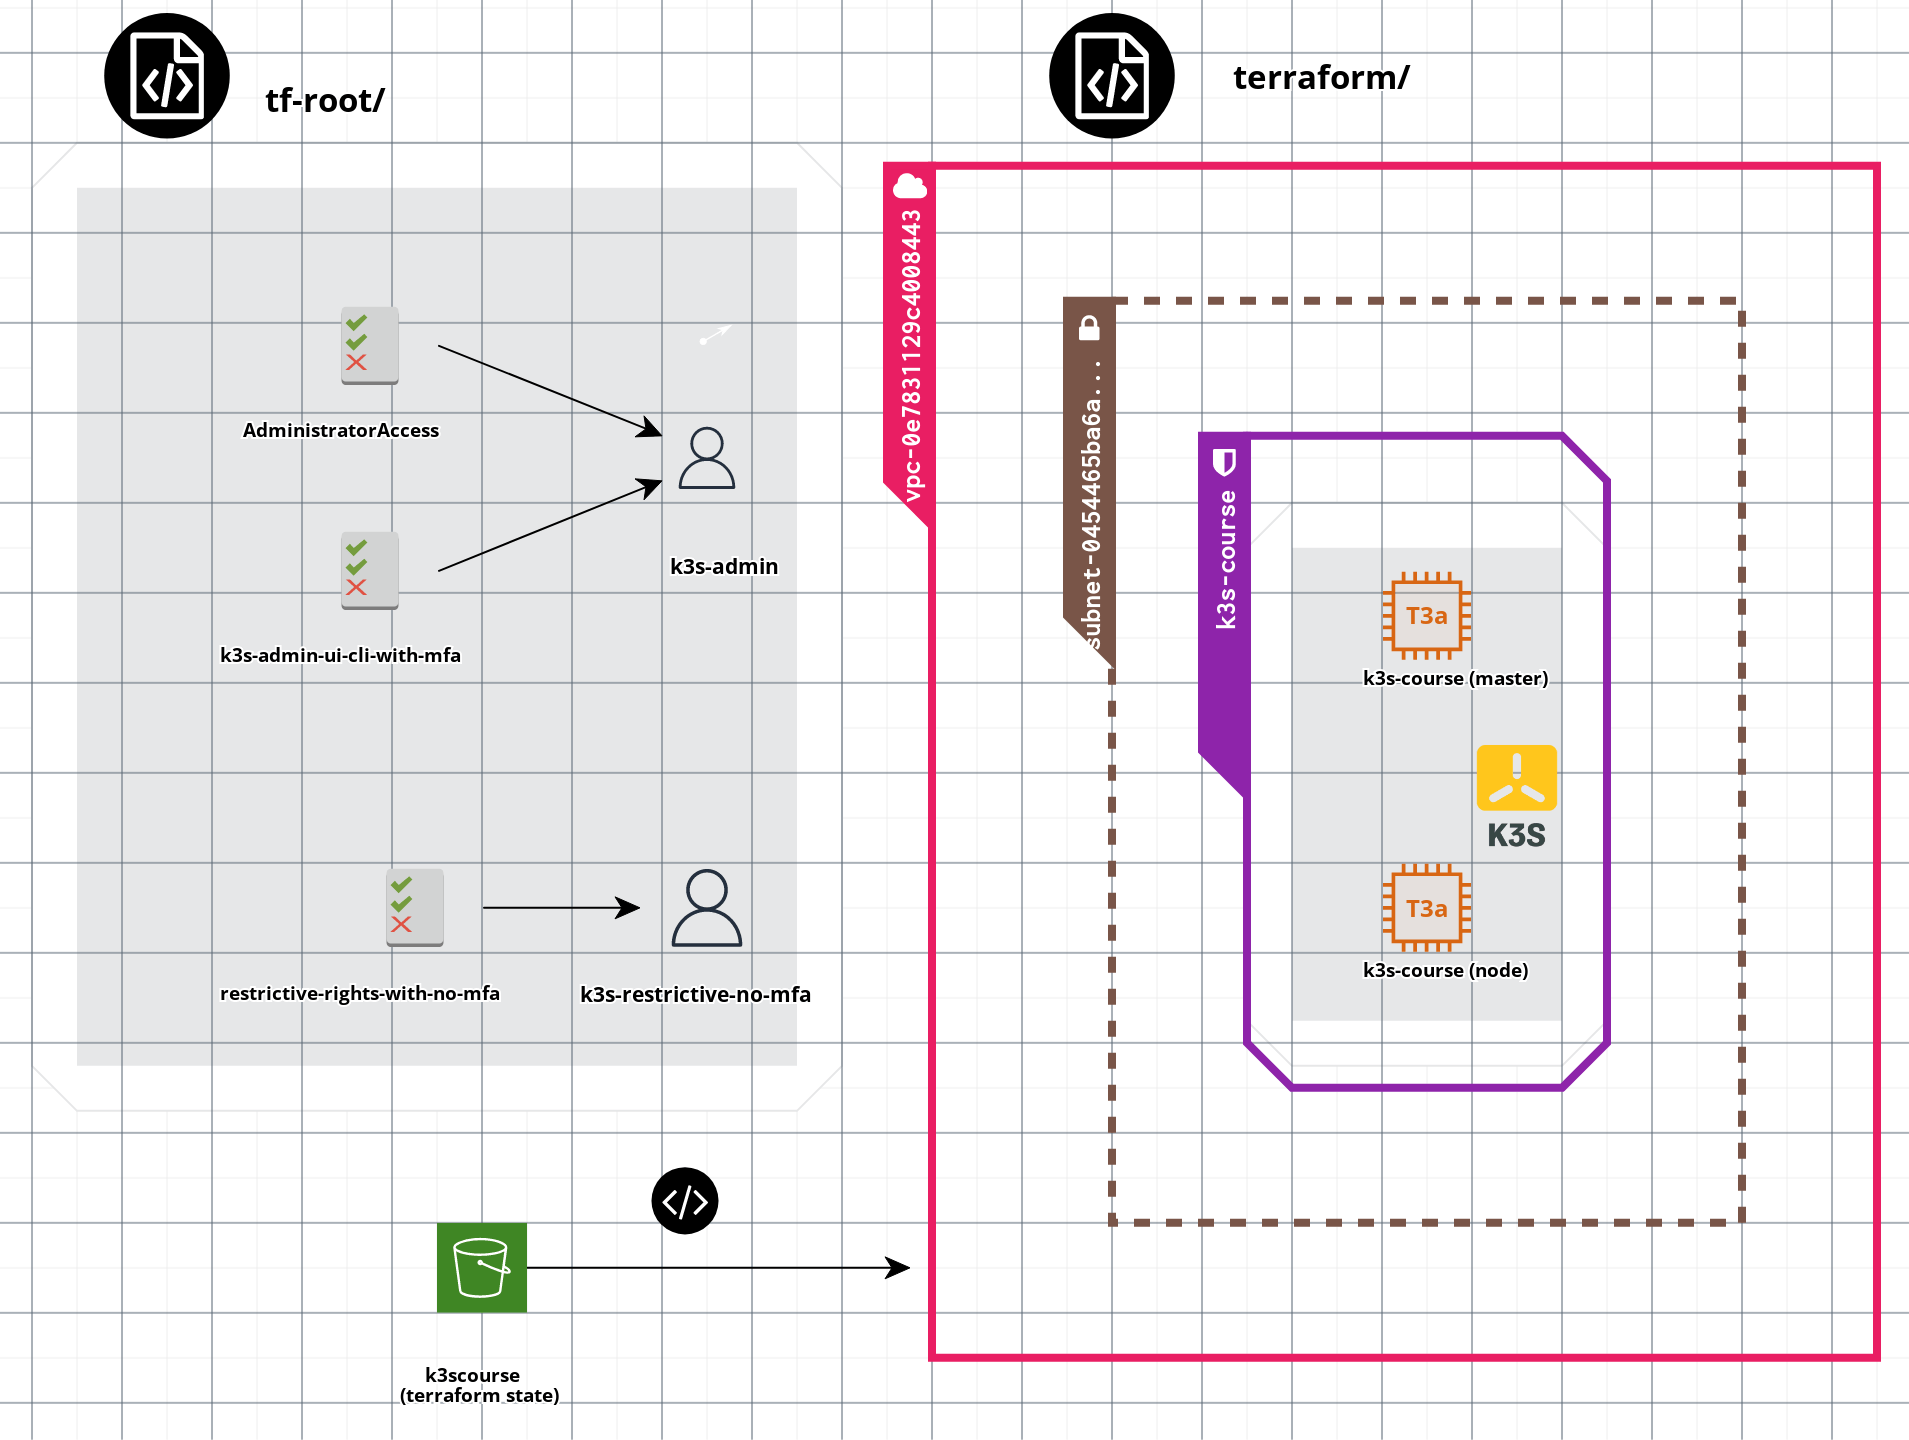 tf-root/
terraform/
AdministratorAccess
k3s-admin
k3s-admin-ui-cli-with-mfa
restrictive-rights-with-no-mfa
k3s-restrictive-no-mfa
k3scourse
(terraform state)
vpc-0e7831129c4008443
subnet-0454465ba6a...
k3s-course
T3a
k3s-course (master)
K3S
T3a
k3s-course (node)